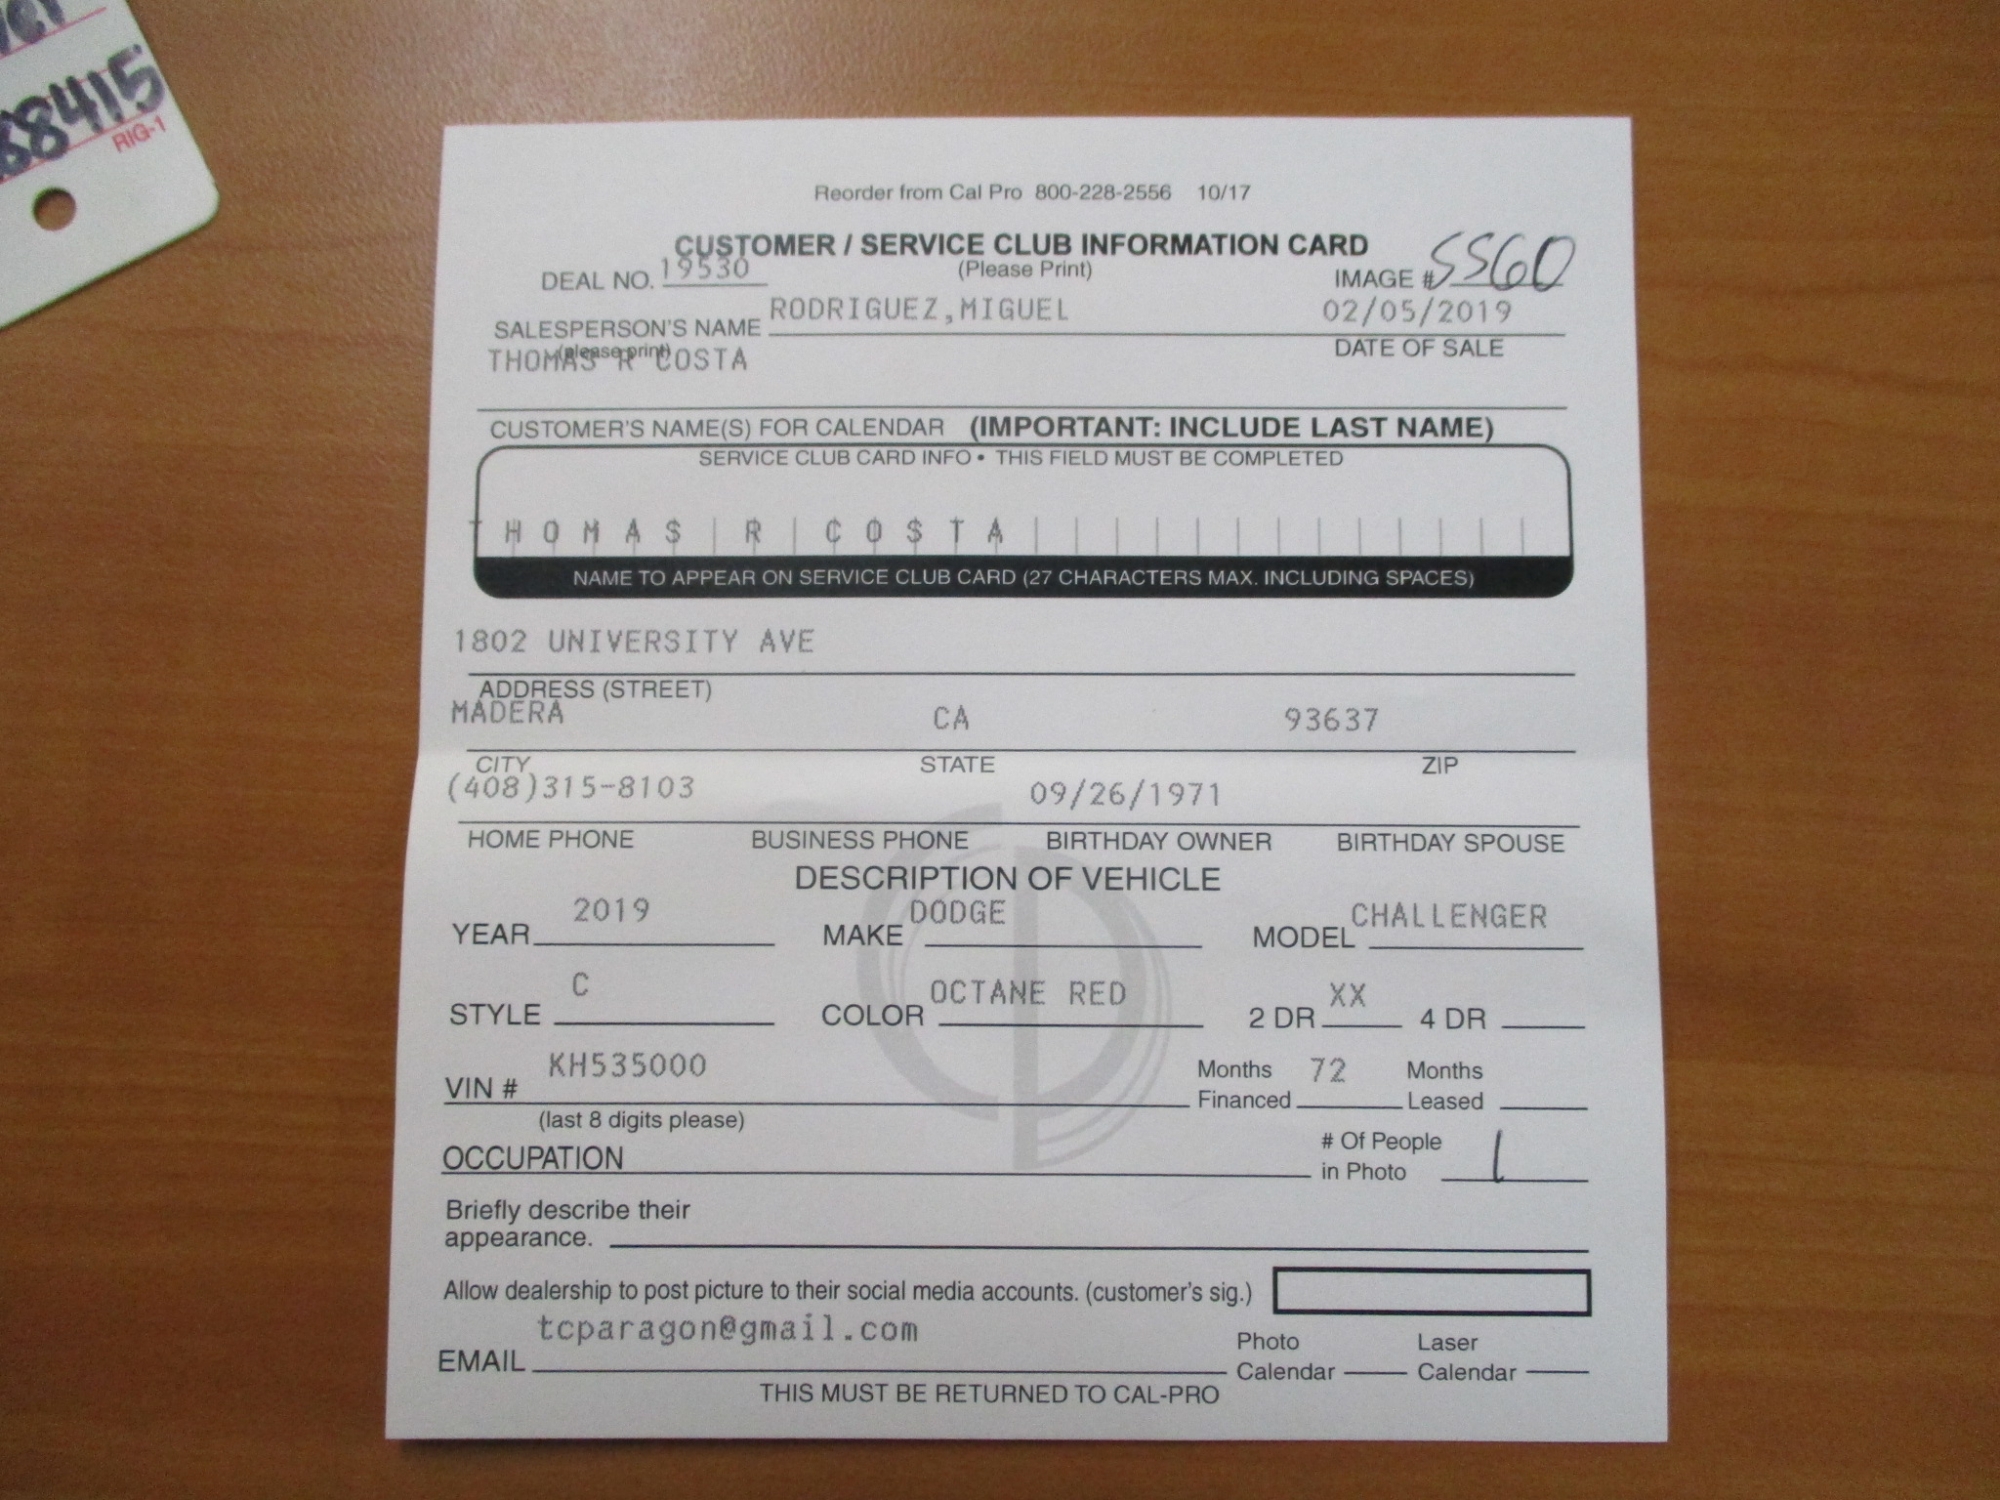 88415
RIG-1
Reorder from Cal Pro 800-228-2556 10/17
CUSTOMER / SERVICE CLUB INFORMATION CARD
DEAL NO. 19530 (Please Print) IMAGE # 5560
SALESPERSON'S NAME RODRIGUEZ,MIGUEL 02/05/2019
(please print) DATE OF SALE
THOMAS R COSTA
CUSTOMER'S NAME(S) FOR CALENDAR (IMPORTANT: INCLUDE LAST NAME)
SERVICE CLUB CARD INFO • THIS FIELD MUST BE COMPLETED
THOMAS R COSTA
NAME TO APPEAR ON SERVICE CLUB CARD (27 CHARACTERS MAX. INCLUDING SPACES)
1802 UNIVERSITY AVE
ADDRESS (STREET)
MADERA CA 93637
CITY STATE ZIP
(408)315-8103 09/26/1971
HOME PHONE BUSINESS PHONE BIRTHDAY OWNER BIRTHDAY SPOUSE
DESCRIPTION OF VEHICLE
YEAR 2019 MAKE DODGE MODEL CHALLENGER
STYLE C COLOR OCTANE RED 2 DR XX 4 DR
VIN # KH535000 Months Financed 72 Months Leased
(last 8 digits please)
OCCUPATION # Of People in Photo 1
Briefly describe their
appearance.
Allow dealership to post picture to their social media accounts. (customer's sig.)
EMAIL tcparagon@gmail.com Photo Calendar Laser Calendar
THIS MUST BE RETURNED TO CAL-PRO